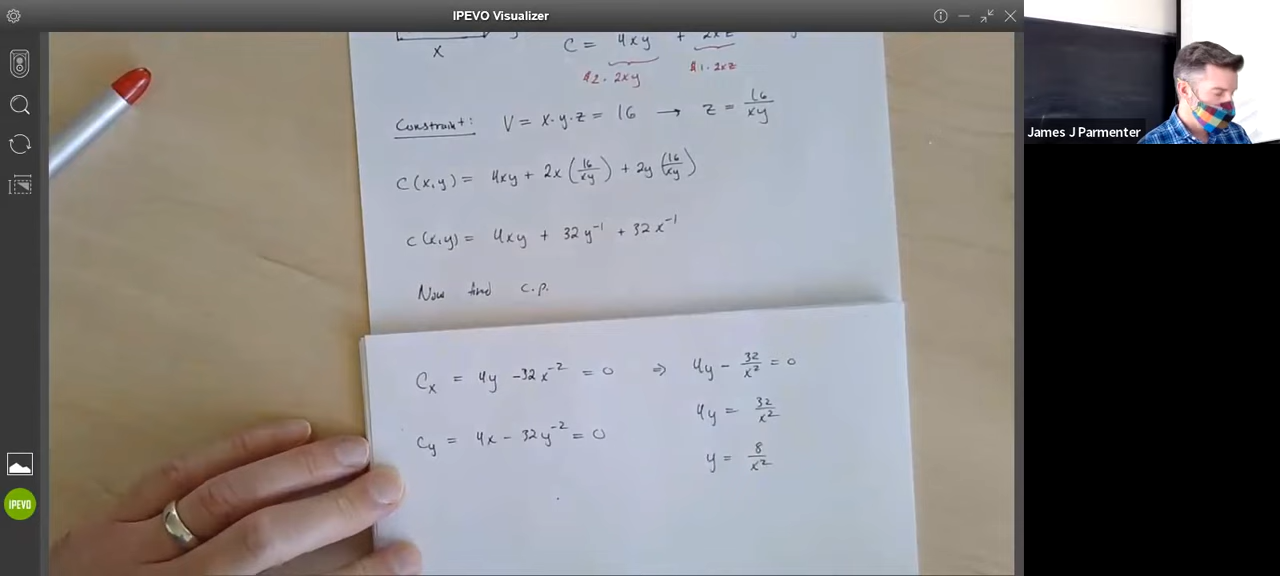 IPEVO Visualizer
James J Parmenter
x
C = 4xy + 2xz
$2·2xy $1·2xz
Constraint: V = x·y·z = 16 → z = 16/xy
C(x,y) = 4xy + 2x (16/xy) + 2y (16/xy)
C(x,y) = 4xy + 32y⁻¹ + 32x⁻¹
Now find c.p.
Cx = 4y - 32x⁻² = 0 ⇒ 4y - 32/x² = 0
4y = 32/x²
Cy = 4x - 32y⁻² = 0
y = 8/x²
IPEVO